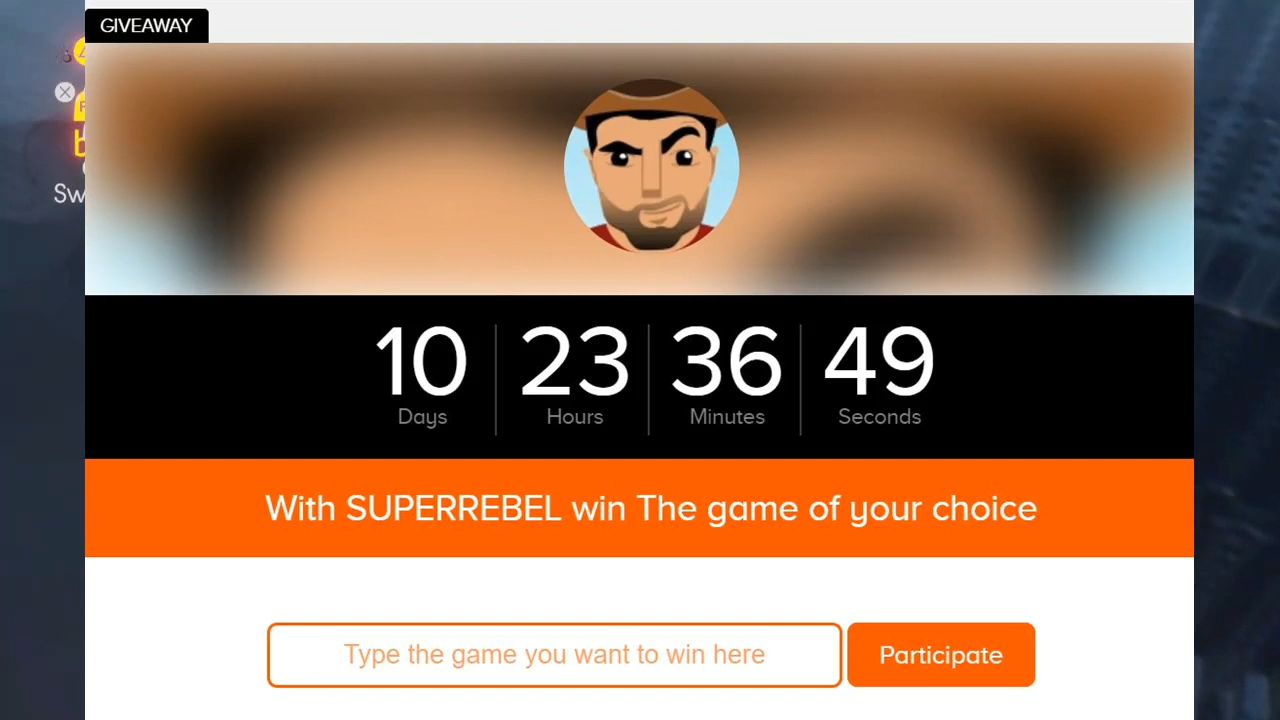 GIVEAWAY
Sw
10 23 36 49
Days Hours Minutes Seconds
With SUPERREBEL win The game of your choice
Type the game you want to win here
Participate